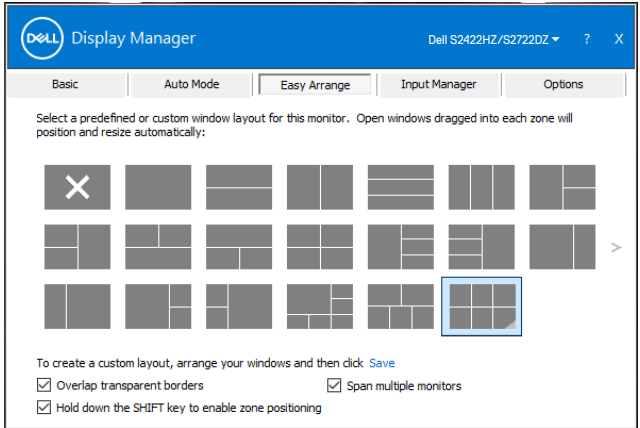 DELL Display Manager Dell S2422HZ/S2722DZ ? X
Basic Auto Mode Easy Arrange Input Manager Options
Select a predefined or custom window layout for this monitor. Open windows dragged into each zone will
position and resize automatically:
>
To create a custom layout, arrange your windows and then click Save
Overlap transparent borders Span multiple monitors
Hold down the SHIFT key to enable zone positioning